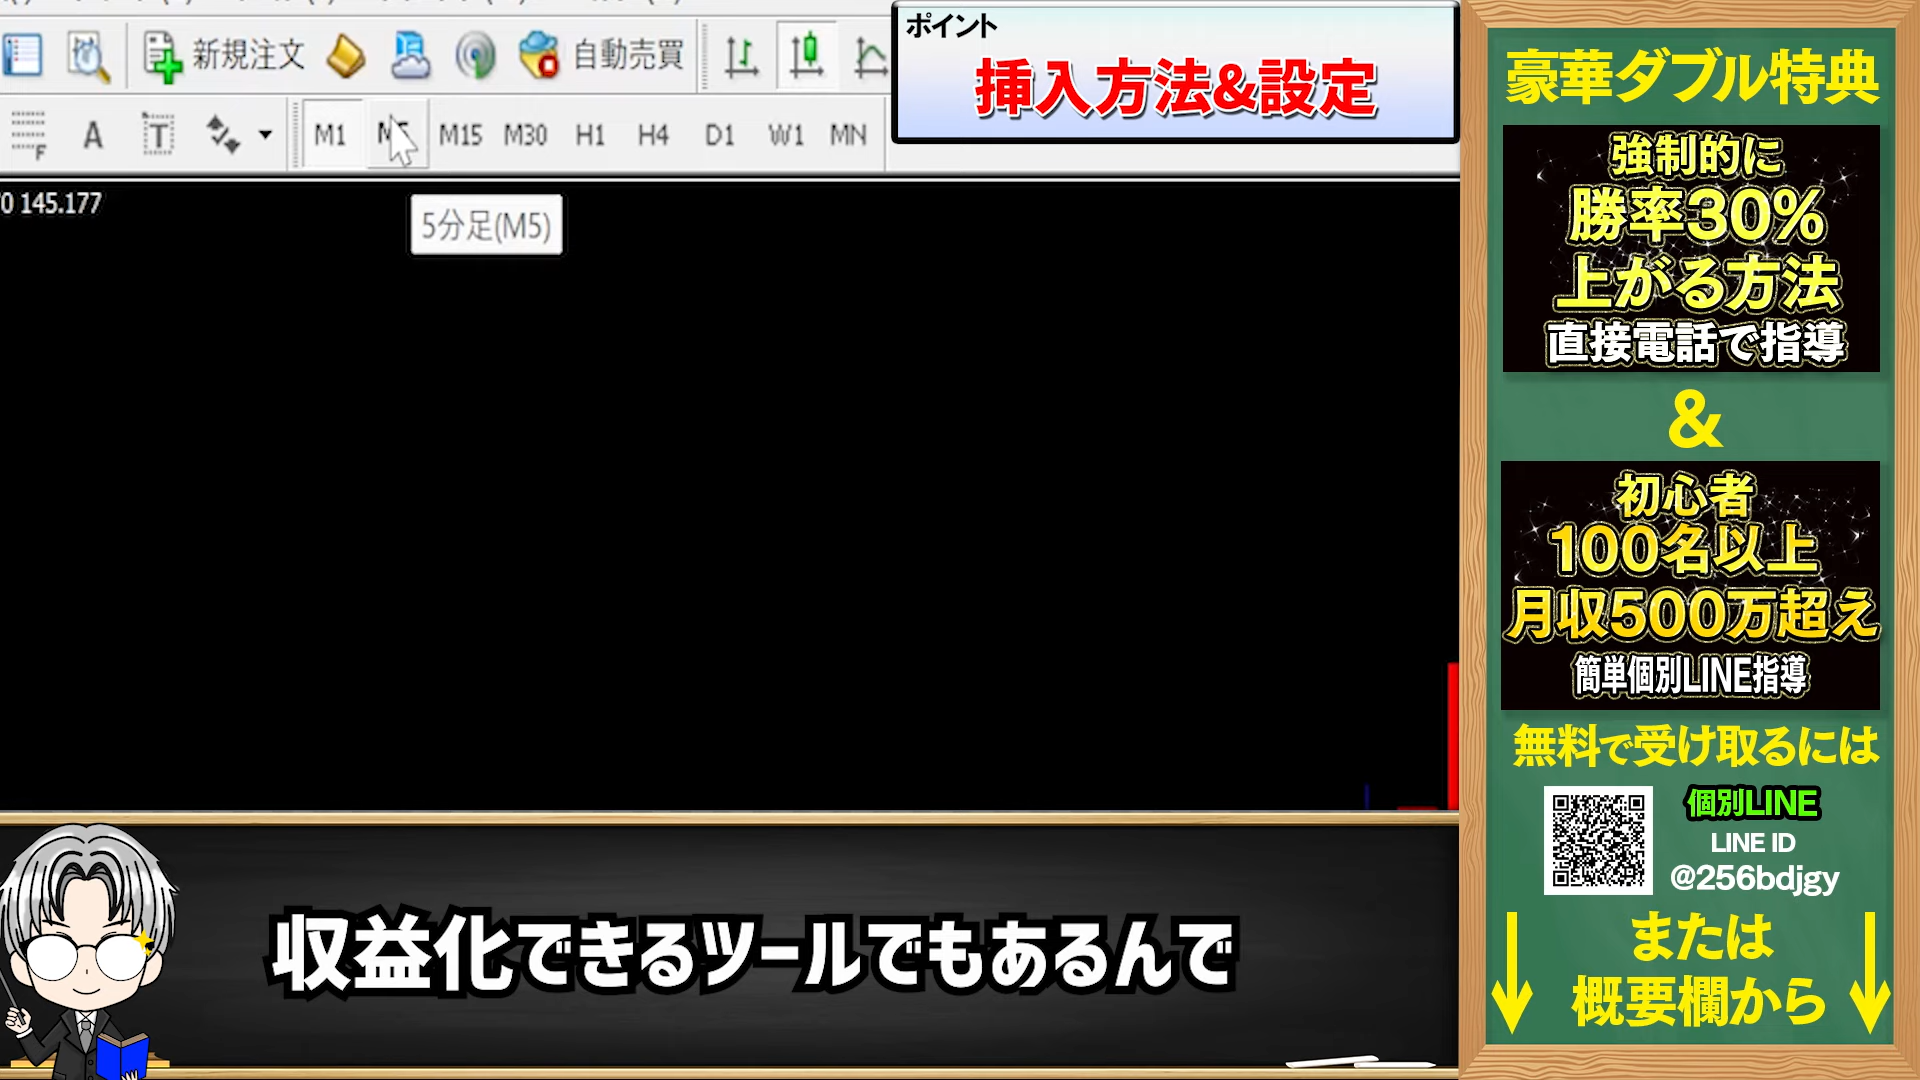 新規注文
自動売買
ポイント
挿入方法&設定
F
A
T
M1
M15
M30
H1
H4
D1
W1
MN
0 145.177
5分足(M5)
収益化できるツールでもあるんで
豪華ダブル特典
強制的に
勝率30%
上がる方法
直接電話で指導
&
初心者
100名以上
月収500万超え
簡単個別LINE指導
無料で受け取るには
個別LINE
LINE ID
@256bdjgy
または
概要欄から